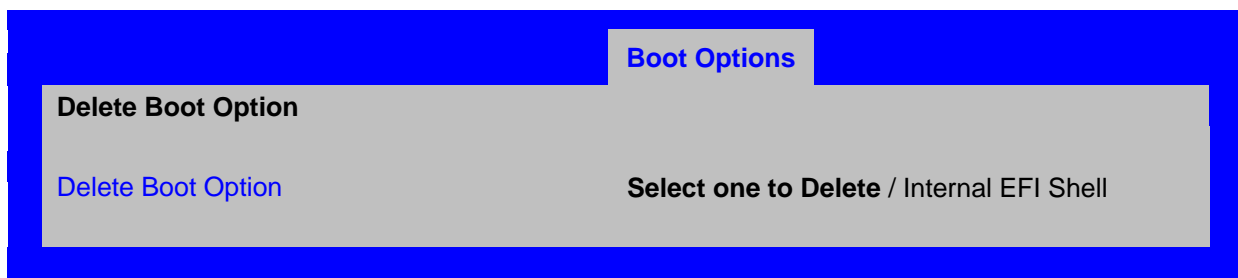 Boot Options
Delete Boot Option
Delete Boot Option Select one to Delete / Internal EFI Shell